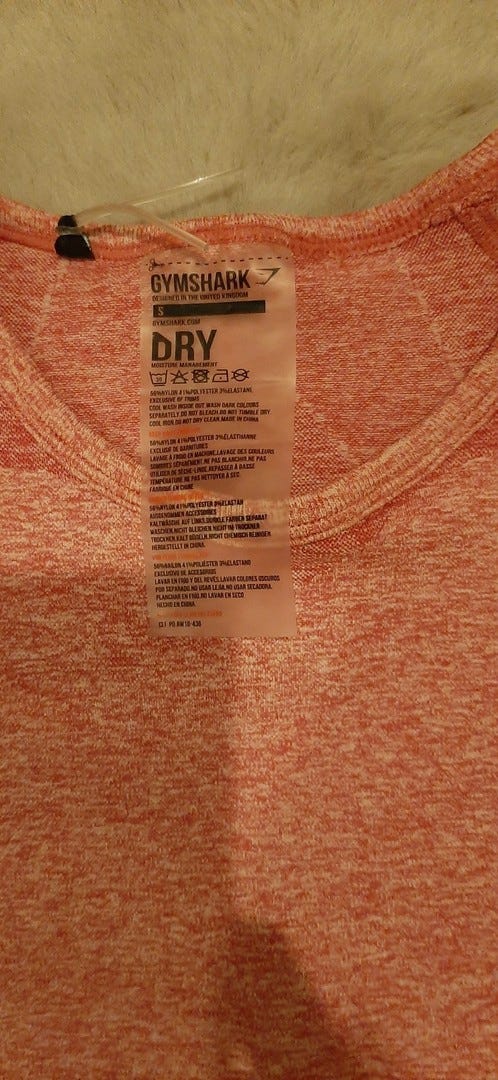 GYMSHARK
DESIGNED IN THE UNITED KINGDOM
S
GYMSHARK.COM
DRY
MOISTURE MANAGEMENT
30
56%NYLON 41%POLYESTER 3%ELASTANE
EXCLUSIVE OF TRIMS
COOL WASH INSIDE OUT WASH DARK COLOURS
SEPARATELY.DO NOT BLEACH.DO NOT TUMBLE DRY
COOL IRON.DO NOT DRY CLEAN.MADE IN CHINA
56%NYLON 41%POLYESTER 3%ÉLASTHANNE
EXCLUSIF DE GARNITURES
LAVAGE A FROID EN MACHINE.LAVAGE DES COULEURS
SOMBRES SÉPARÉMENT.NE PAS BLANCHIR.NE PAS
UTILISER DE SÈCHE-LINGE.REPASSER À BASSE
TEMPÉRATURE NE PAS NETTOYER À SEC.
FABRIQUÉ EN CHINE
56%NYLON 41%POLYESTER 3%ELASTAN
AUSGENOMMEN ACCESSOIRES
KALTWÄSCHE AUF LINKS.DUNKLE FARBEN SEPARAT
WASCHEN.NICHT BLEICHEN NICHT IM TROCKNER
TROCKNEN.KALT BÜGELN.NICHT CHEMISCH REINIGEN
HERGESTELLT IN CHINA
56%NAILON 41%POLIÉSTER 3%ELASTANO
EXCLUSIVO DE ACCESORIOS
LAVAR EN FRÍO Y DEL REVÉS.LAVAR COLORES OSCUROS
POR SEPARADO.NO USAR LEJÍA.NO USAR SECADORA.
PLANCHAR EN FRÍO.NO LAVAR EN SECO
HECHO EN CHINA
PO AW10-436